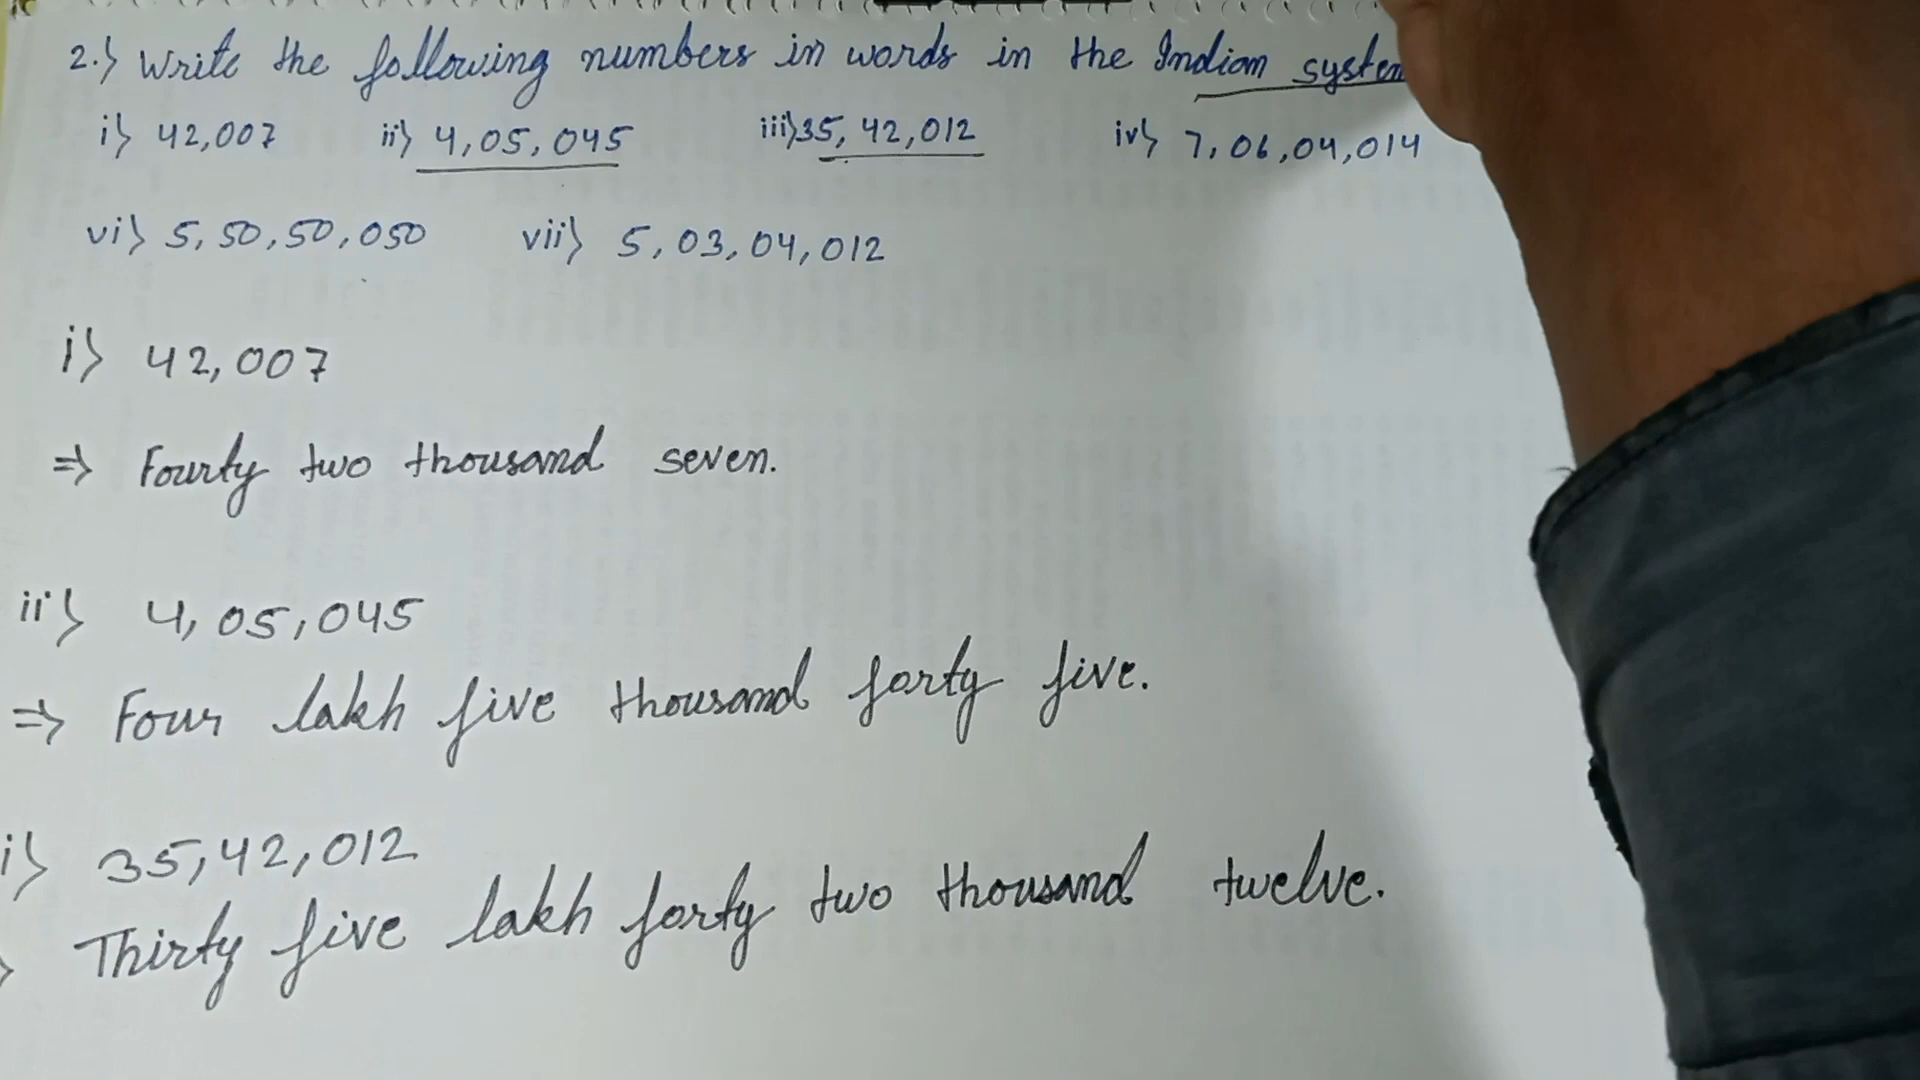 2.) Write the following numbers in words in the Indian system
i) 42,007 ii) 4,05,045 iii) 35,42,012 iv) 7,06,04,014
vi) 5,50,50,050 vii) 5,03,04,012
i) 42,007
⇒ Fourty two thousand seven.
ii) 4,05,045
⇒ Four lakh five thousand forty five.
i) 35,42,012
Thirty five lakh forty two thousand twelve.